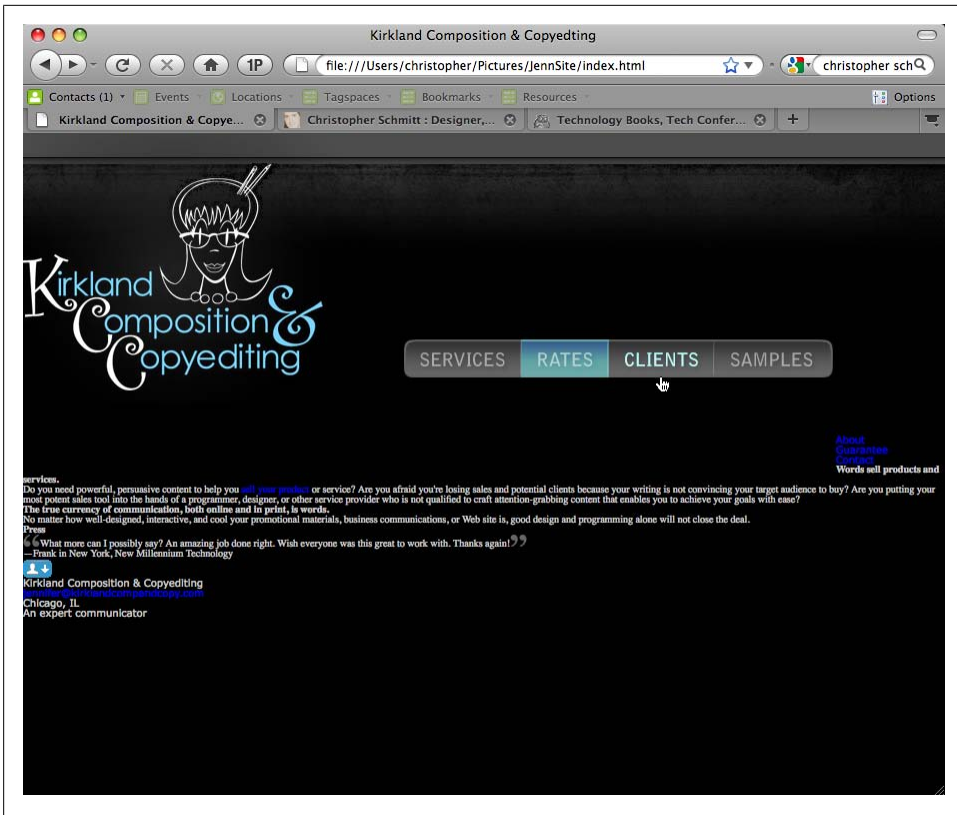 Kirkland Composition & Copyedting
1P
file:///Users/christopher/Pictures/JennSite/index.html
christopher sch
Contacts (1)
Events
Locations
Tagspaces
Bookmarks
Resources
Options
Kirkland Composition & Copye...
Christopher Schmitt : Designer,...
Technology Books, Tech Confer...
Kirkland
Composition &
Copyediting
SERVICES
RATES
CLIENTS
SAMPLES
About
Guarantee
Contact
Words sell products and
services.
Do you need powerful, persuasive content to help you sell your product or service? Are you afraid you're losing sales and potential clients because your writing is not convincing your target audience to buy? Are you putting your
most potent sales tool into the hands of a programmer, designer, or other service provider who is not qualified to craft attention-grabbing content that enables you to achieve your goals with ease?
The true currency of communication, both online and in print, is words.
No matter how well-designed, interactive, and cool your promotional materials, business communications, or Web site is, good design and programming alone will not close the deal.
Press
“What more can I possibly say? An amazing job done right. Wish everyone was this great to work with. Thanks again!”
—Frank in New York, New Millennium Technology
Kirkland Composition & Copyediting
jennifer@kirklandcompandcopy.com
Chicago, IL
An expert communicator